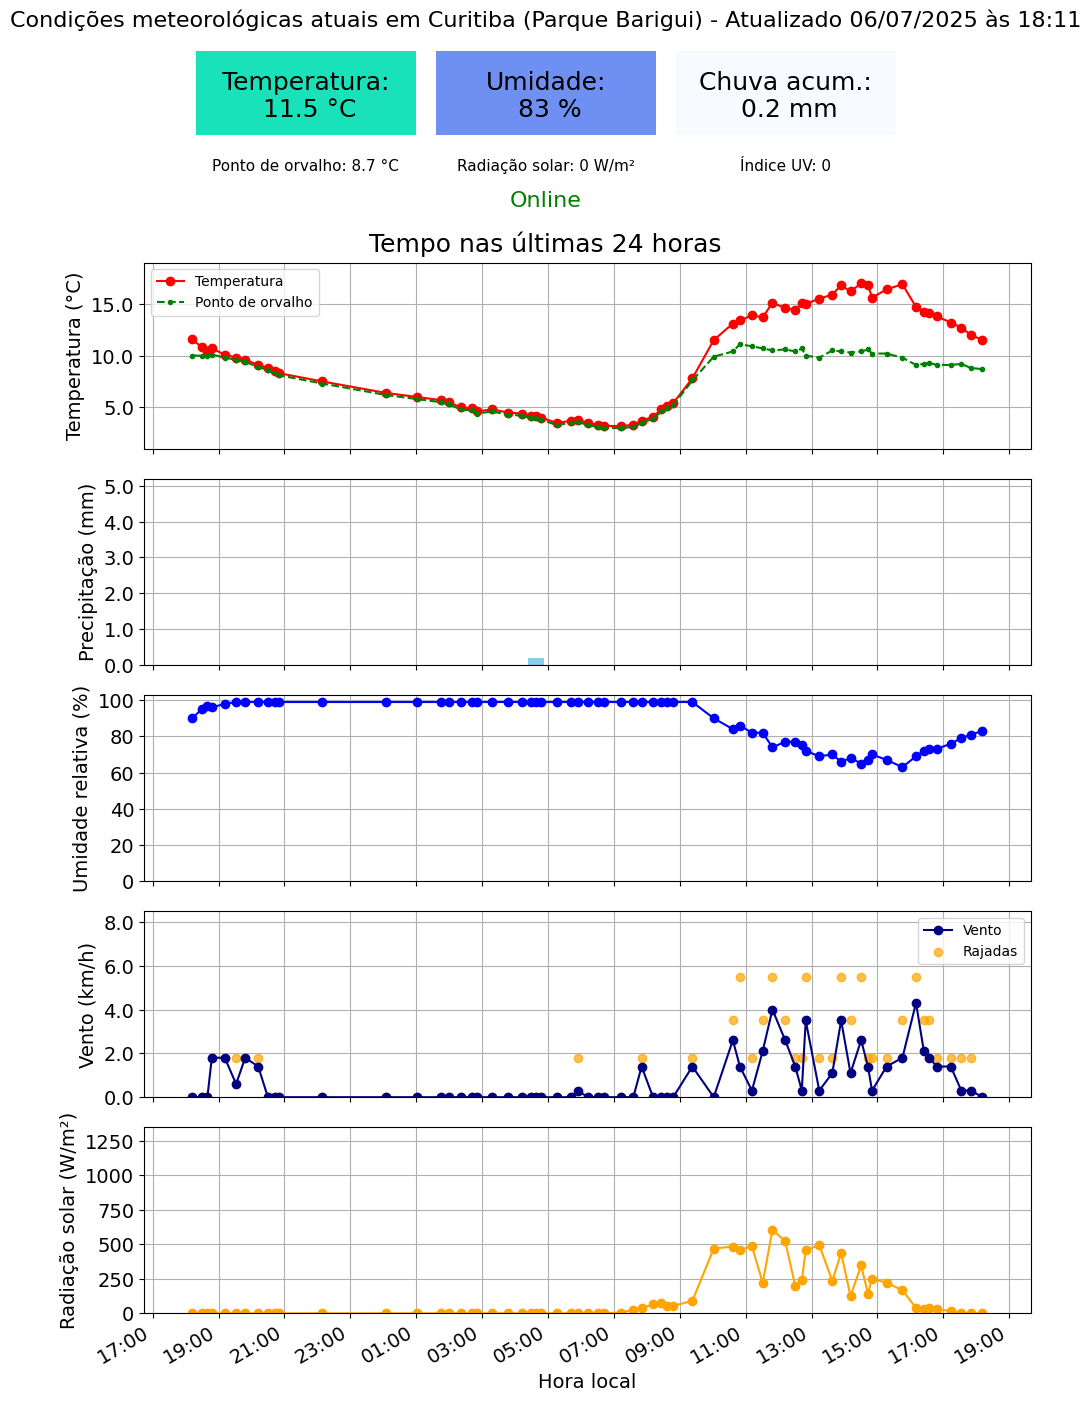 Condições meteorológicas atuais em Curitiba (Parque Barigui) - Atualizado 06/07/2025 às 18:11
Temperatura:
11.5 °C
Umidade:
83 %
Chuva acum.:
0.2 mm
Ponto de orvalho: 8.7 °C
Radiação solar: 0 W/m²
Índice UV: 0
Online
Tempo nas últimas 24 horas
Temperatura (°C)
15.0
10.0
5.0
Temperatura
Ponto de orvalho
Precipitação (mm)
5.0
4.0
3.0
2.0
1.0
0.0
Umidade relativa (%)
100
80
60
40
20
0
Vento (km/h)
8.0
6.0
4.0
2.0
0.0
Vento
Rajadas
Radiação solar (W/m²)
1250
1000
750
500
250
0
17:00
19:00
21:00
23:00
01:00
03:00
05:00
07:00
09:00
11:00
13:00
15:00
17:00
19:00
Hora local